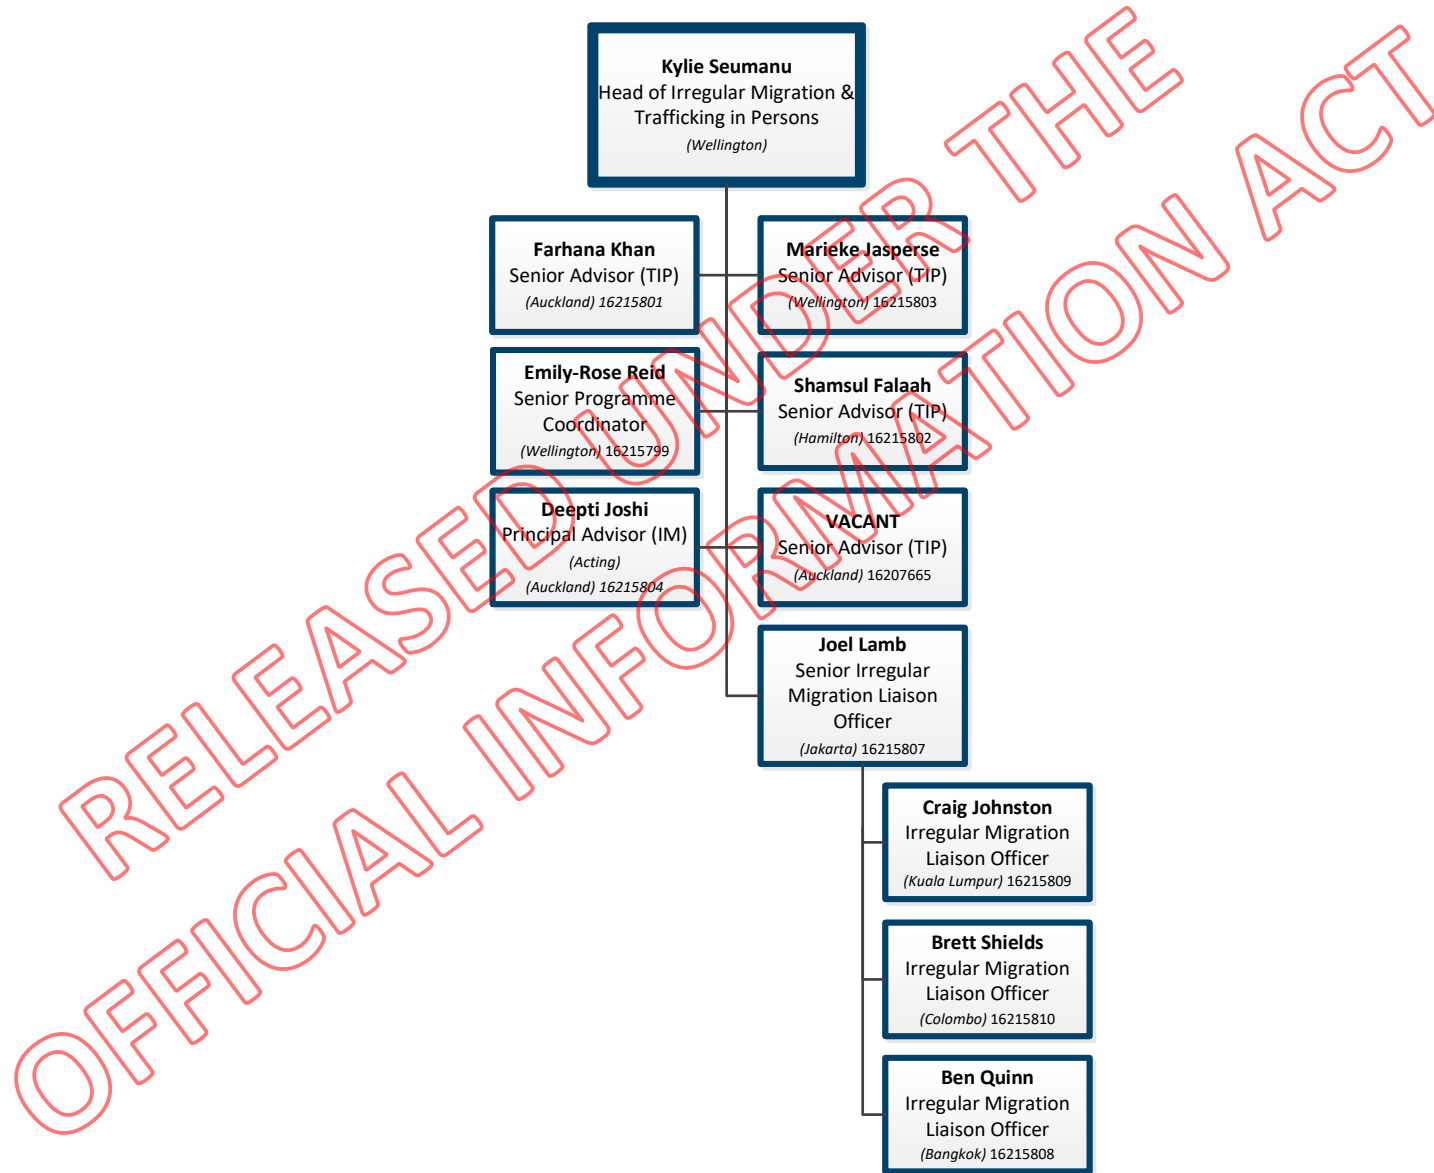 Kylie Seumanu
Head of Irregular Migration &
Trafficking in Persons
(Wellington)
Farhana Khan
Senior Advisor (TIP)
(Auckland) 16215801
Marieke Jasperse
Senior Advisor (TIP)
(Wellington) 16215803
Emily-Rose Reid
Senior Programme
Coordinator
(Wellington) 16215799
Shamsul Falaah
Senior Advisor (TIP)
(Hamilton) 16215802
Deepti Joshi
Principal Advisor (IM)
(Acting)
(Auckland) 16215804
VACANT
Senior Advisor (TIP)
(Auckland) 16207665
Joel Lamb
Senior Irregular
Migration Liaison
Officer
(Jakarta) 16215807
Craig Johnston
Irregular Migration
Liaison Officer
(Kuala Lumpur) 16215809
Brett Shields
Irregular Migration
Liaison Officer
(Colombo) 16215810
Ben Quinn
Irregular Migration
Liaison Officer
(Bangkok) 16215808
RELEASED UNDER THE
OFFICIAL INFORMATION ACT